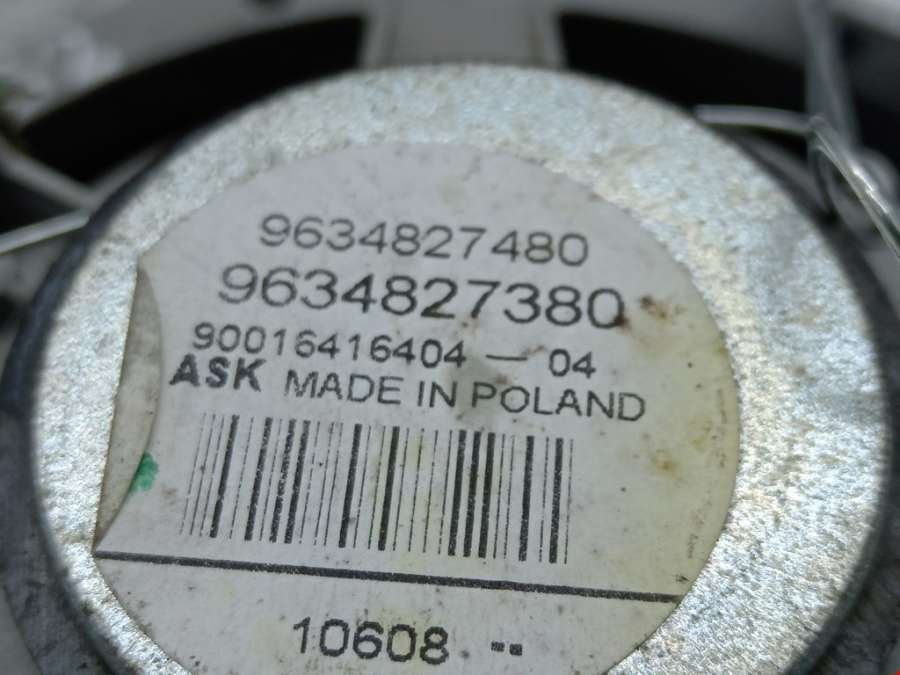 9634827480
9634827380
90016416404 — 04
ASK MADE IN POLAND
10608 --